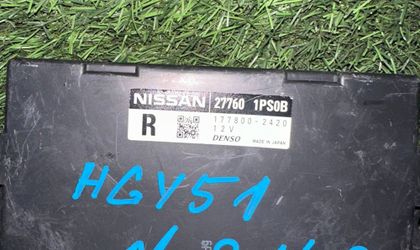 NISSAN 27760 1PS0B
R 177800-2420
12V
DENSO MADE IN JAPAN
HGY51